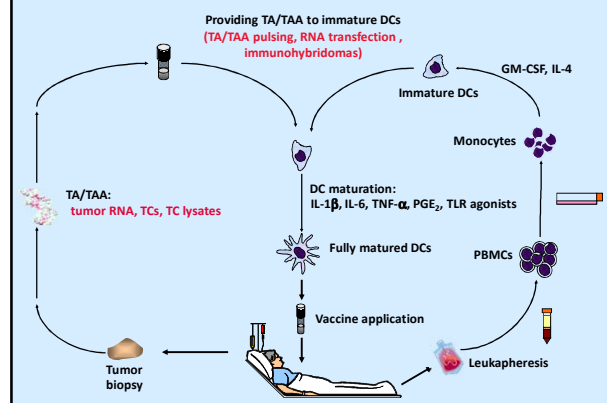 Providing TA/TAA to immature DCs
(TA/TAA pulsing, RNA transfection ,
immunohybridomas)
GM-CSF, IL-4
Immature DCs
Monocytes
TA/TAA:
tumor RNA, TCs, TC lysates
DC maturation:
IL-1β, IL-6, TNF-α, PGE₂, TLR agonists
Fully matured DCs
PBMCs
Vaccine application
Tumor
biopsy
Leukapheresis